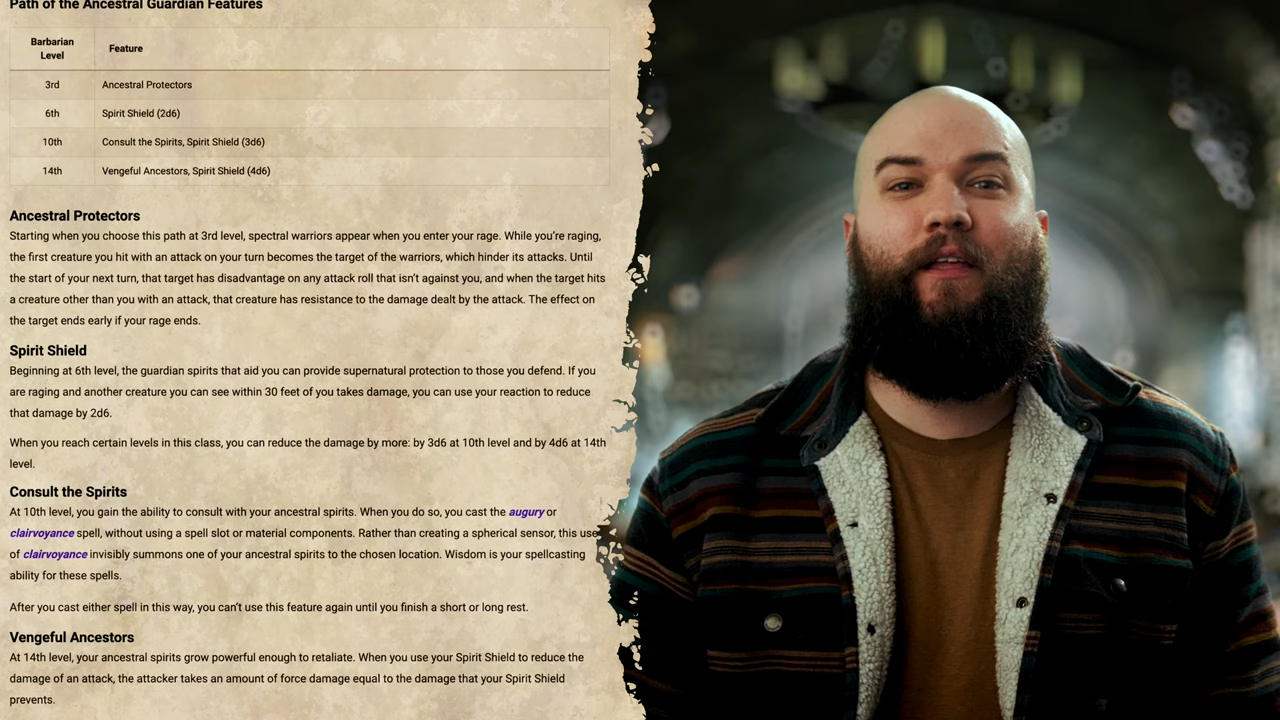 Path of the Ancestral Guardian Features
Barbarian Level
Feature
3rd
Ancestral Protectors
6th
Spirit Shield (2d6)
10th
Consult the Spirits, Spirit Shield (3d6)
14th
Vengeful Ancestors, Spirit Shield (4d6)
Ancestral Protectors
Starting when you choose this path at 3rd level, spectral warriors appear when you enter your rage. While you’re raging,
the first creature you hit with an attack on your turn becomes the target of the warriors, which hinder its attacks. Until
the start of your next turn, that target has disadvantage on any attack roll that isn’t against you, and when the target hits
a creature other than you with an attack, that creature has resistance to the damage dealt by the attack. The effect on
the target ends early if your rage ends.
Spirit Shield
Beginning at 6th level, the guardian spirits that aid you can provide supernatural protection to those you defend. If you
are raging and another creature you can see within 30 feet of you takes damage, you can use your reaction to reduce
that damage by 2d6.
When you reach certain levels in this class, you can reduce the damage by more: by 3d6 at 10th level and by 4d6 at 14th
level.
Consult the Spirits
At 10th level, you gain the ability to consult with your ancestral spirits. When you do so, you cast the augury or
clairvoyance spell, without using a spell slot or material components. Rather than creating a spherical sensor, this use
of clairvoyance invisibly summons one of your ancestral spirits to the chosen location. Wisdom is your spellcasting
ability for these spells.
After you cast either spell in this way, you can’t use this feature again until you finish a short or long rest.
Vengeful Ancestors
At 14th level, your ancestral spirits grow powerful enough to retaliate. When you use your Spirit Shield to reduce the
damage of an attack, the attacker takes an amount of force damage equal to the damage that your Spirit Shield
prevents.